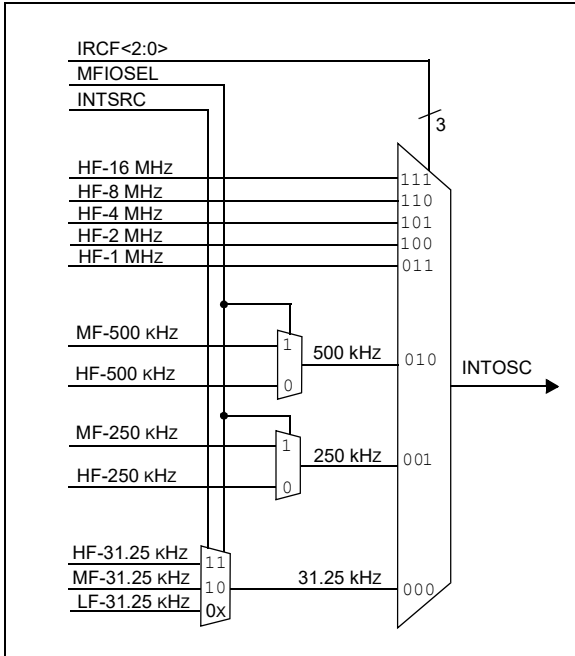 IRCF<2:0>
MFIOSEL
INTSRC
3
HF-16 MHZ
111
HF-8 MHZ
110
HF-4 MHZ
101
HF-2 MHZ
100
HF-1 MHZ
011
MF-500 KHZ
1
500 kHz
010
HF-500 KHZ
0
INTOSC
MF-250 KHZ
1
250 kHz
001
HF-250 KHZ
0
HF-31.25 KHZ
11
MF-31.25 KHZ
10
31.25 kHz
000
LF-31.25 KHZ
0x